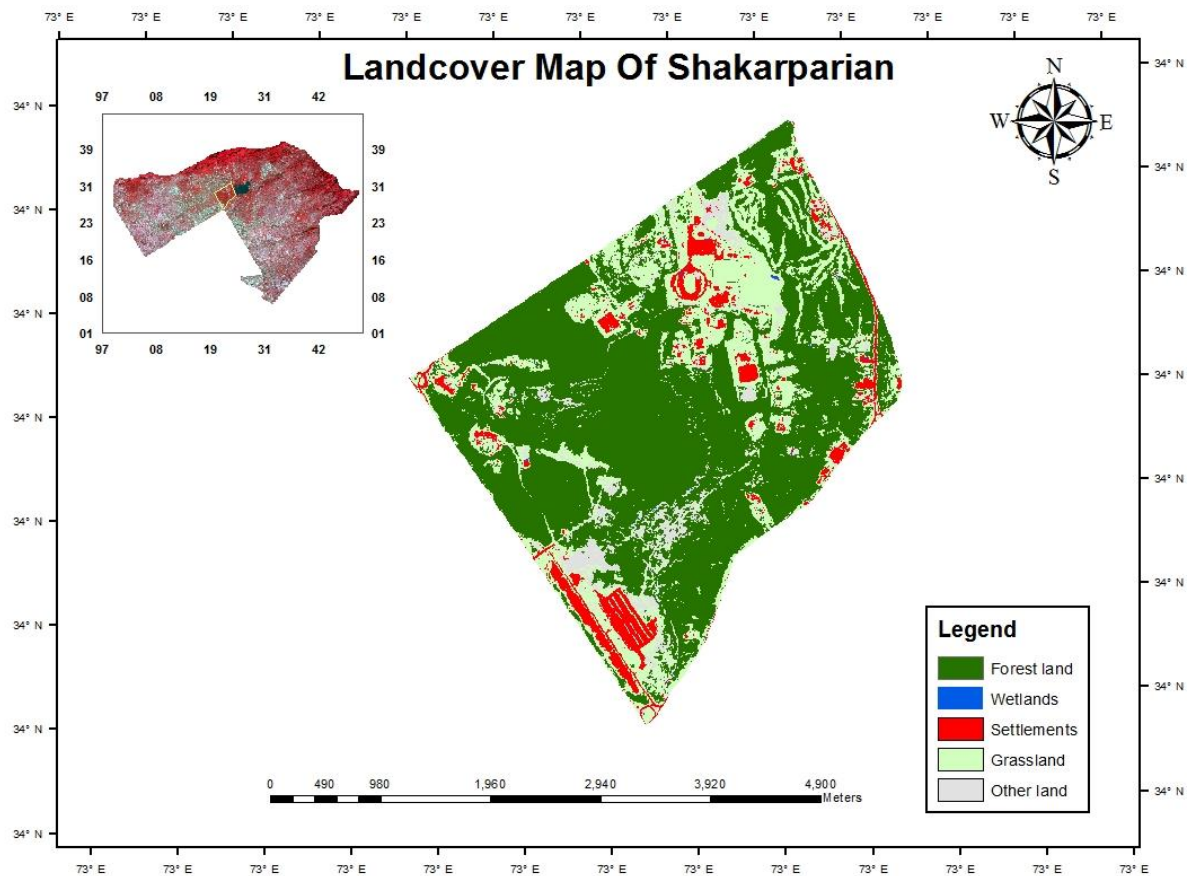 73° E 73° E 73° E 73° E 73° E 73° E 73° E 73° E 73° E 73° E 73° E 73° E 73° E
Landcover Map Of Shakarparian
N
W E
S
97 08 19 31 42
39 39
31 31
23 23
16 16
08 08
01 01
97 08 19 31 42
34° N 34° N
34° N 34° N
34° N 34° N
34° N 34° N
34° N 34° N
34° N 34° N
34° N 34° N
34° N 34° N
Legend
Forest land
Wetlands
Settlements
Grassland
Other land
0 490 980 1,960 2,940 3,920 4,900
Meters
73° E 73° E 73° E 73° E 73° E 73° E 73° E 73° E 73° E 73° E 73° E 73° E 73° E